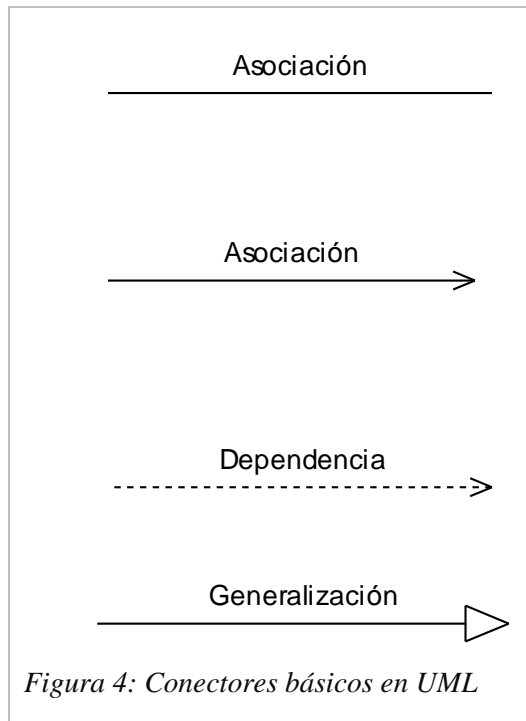 Asociación
Asociación
Dependencia
Generalización
Figura 4: Conectores básicos en UML